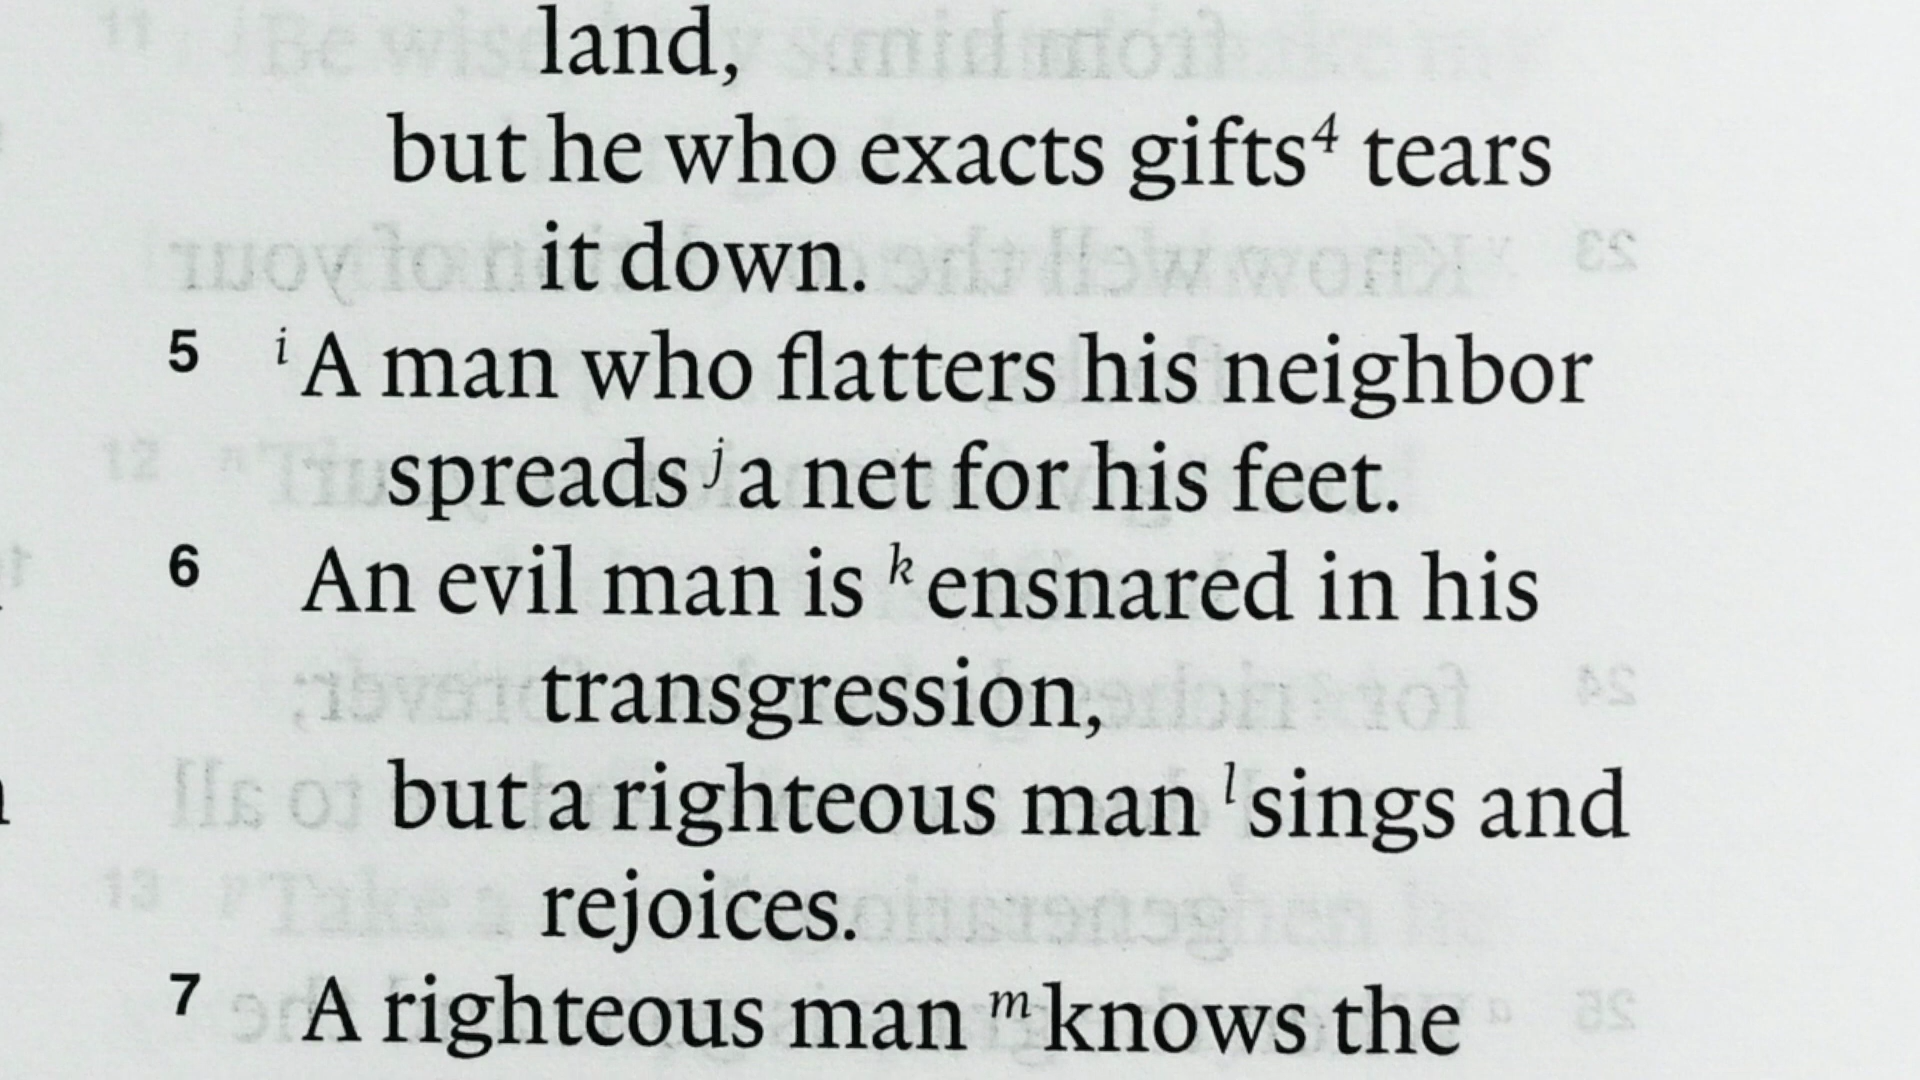 land,
but he who exacts gifts4 tears
it down.
5 i A man who flatters his neighbor
spreads j a net for his feet.
6 An evil man is k ensnared in his
transgression,
but a righteous man l sings and
rejoices.
7 A righteous man m knows the